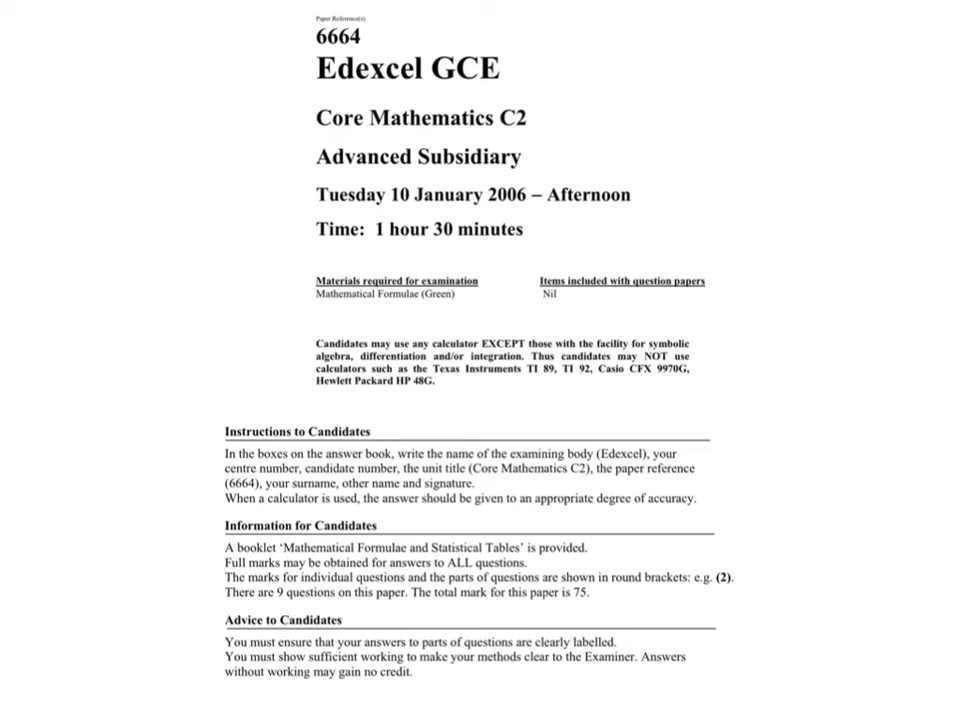 Paper Reference(s)
6664
Edexcel GCE
Core Mathematics C2
Advanced Subsidiary
Tuesday 10 January 2006 – Afternoon
Time: 1 hour 30 minutes
Materials required for examination Items included with question papers
Mathematical Formulae (Green) Nil
Candidates may use any calculator EXCEPT those with the facility for symbolic
algebra, differentiation and/or integration. Thus candidates may NOT use
calculators such as the Texas Instruments TI 89, TI 92, Casio CFX 9970G,
Hewlett Packard HP 48G.
Instructions to Candidates
In the boxes on the answer book, write the name of the examining body (Edexcel), your
centre number, candidate number, the unit title (Core Mathematics C2), the paper reference
(6664), your surname, other name and signature.
When a calculator is used, the answer should be given to an appropriate degree of accuracy.
Information for Candidates
A booklet ‘Mathematical Formulae and Statistical Tables’ is provided.
Full marks may be obtained for answers to ALL questions.
The marks for individual questions and the parts of questions are shown in round brackets: e.g. (2).
There are 9 questions on this paper. The total mark for this paper is 75.
Advice to Candidates
You must ensure that your answers to parts of questions are clearly labelled.
You must show sufficient working to make your methods clear to the Examiner. Answers
without working may gain no credit.